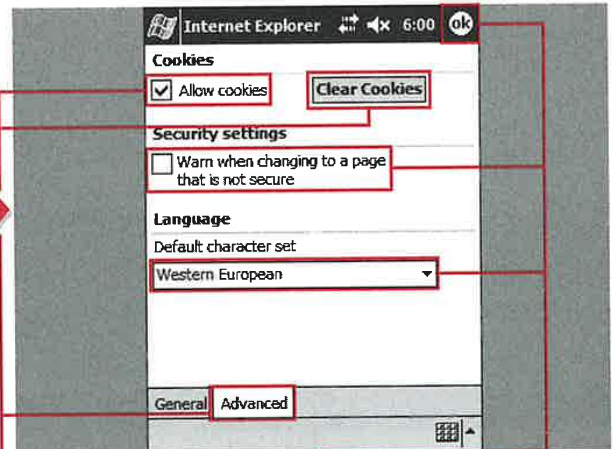 Internet Explorer 6:00 ok
Cookies
Allow cookies Clear Cookies
Security settings
Warn when changing to a page
that is not secure
Language
Default character set
Western European
General Advanced